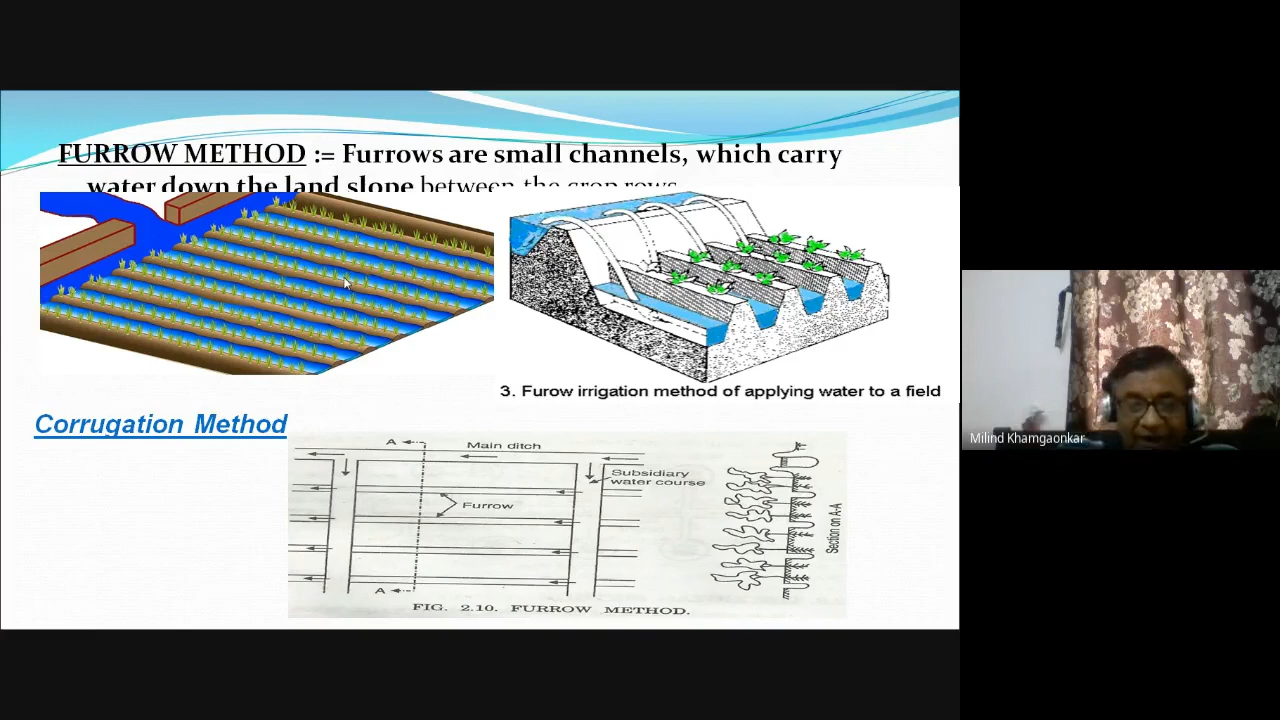 FURROW METHOD := Furrows are small channels, which carry
water down the land slope between the crop rows
3. Furow irrigation method of applying water to a field
Corrugation Method
A
Main ditch
Subsidiary
water course
Furrow
Section on A-A
A
FIG. 2.10. FURROW METHOD.
Milind Khamgaonkar